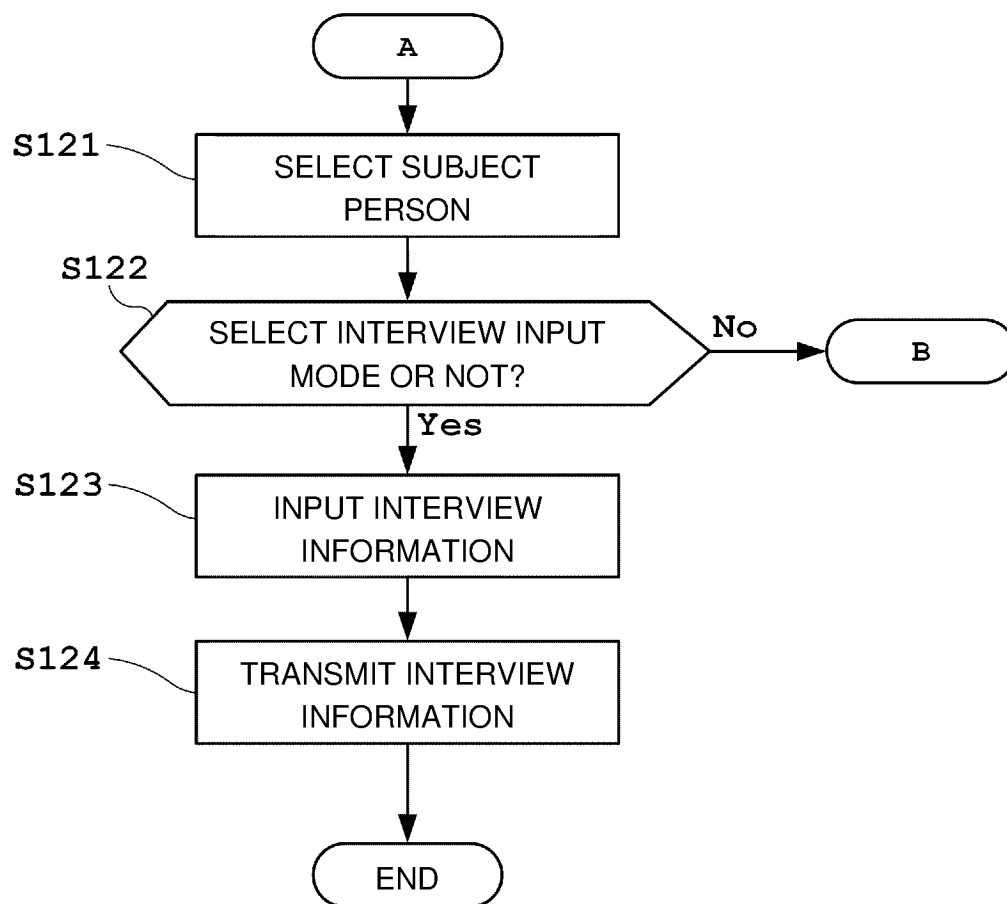 A
S121
SELECT SUBJECT
PERSON
S122
SELECT INTERVIEW INPUT
MODE OR NOT?
No
B
Yes
S123
INPUT INTERVIEW
INFORMATION
S124
TRANSMIT INTERVIEW
INFORMATION
END